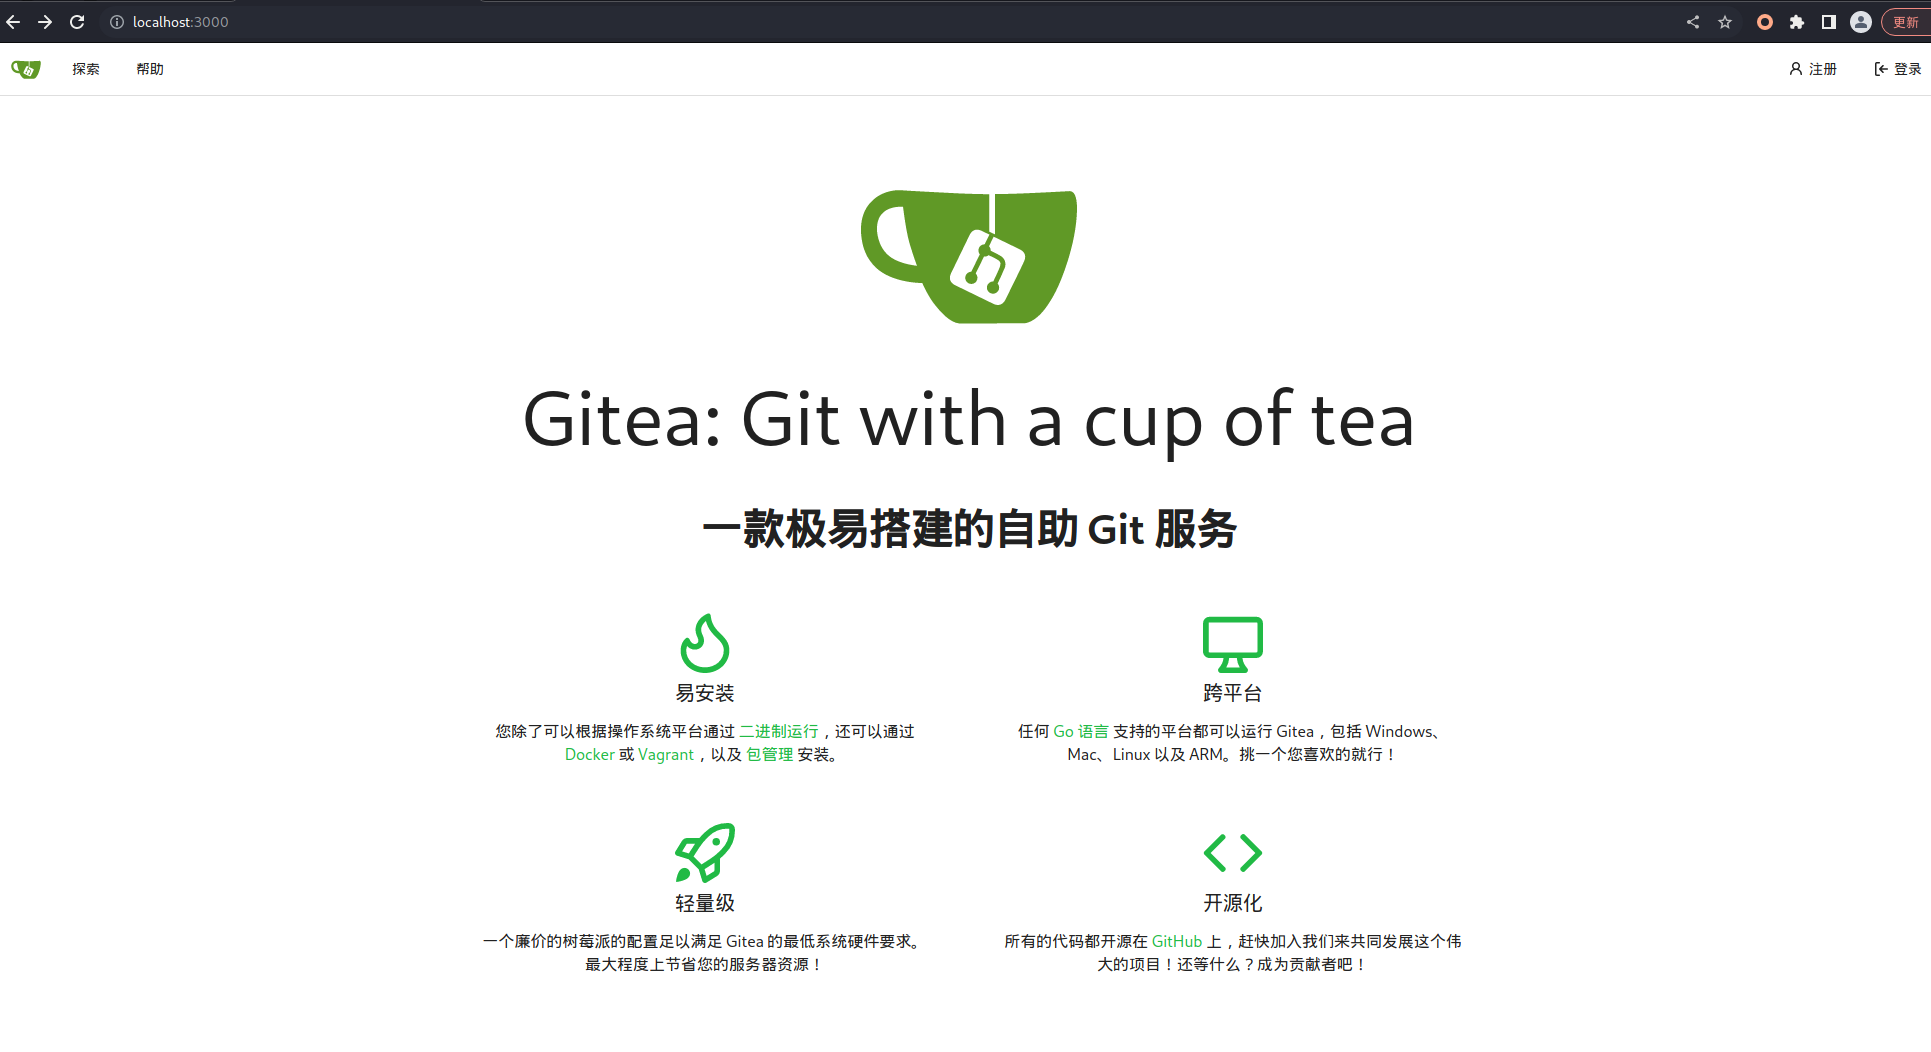 localhost:3000
更新
探索 帮助 注册 登录
Gitea: Git with a cup of tea
一款极易搭建的自助 Git 服务
易安装
您除了可以根据操作系统平台通过 二进制运行，还可以通过
Docker 或 Vagrant，以及 包管理 安装。
跨平台
任何 Go 语言 支持的平台都可以运行 Gitea，包括 Windows、
Mac、Linux 以及 ARM。挑一个您喜欢的就行！
轻量级
一个廉价的树莓派的配置足以满足 Gitea 的最低系统硬件要求。
最大程度上节省您的服务器资源！
开源化
所有的代码都开源在 GitHub 上，赶快加入我们来共同发展这个伟
大的项目！还等什么？成为贡献者吧！